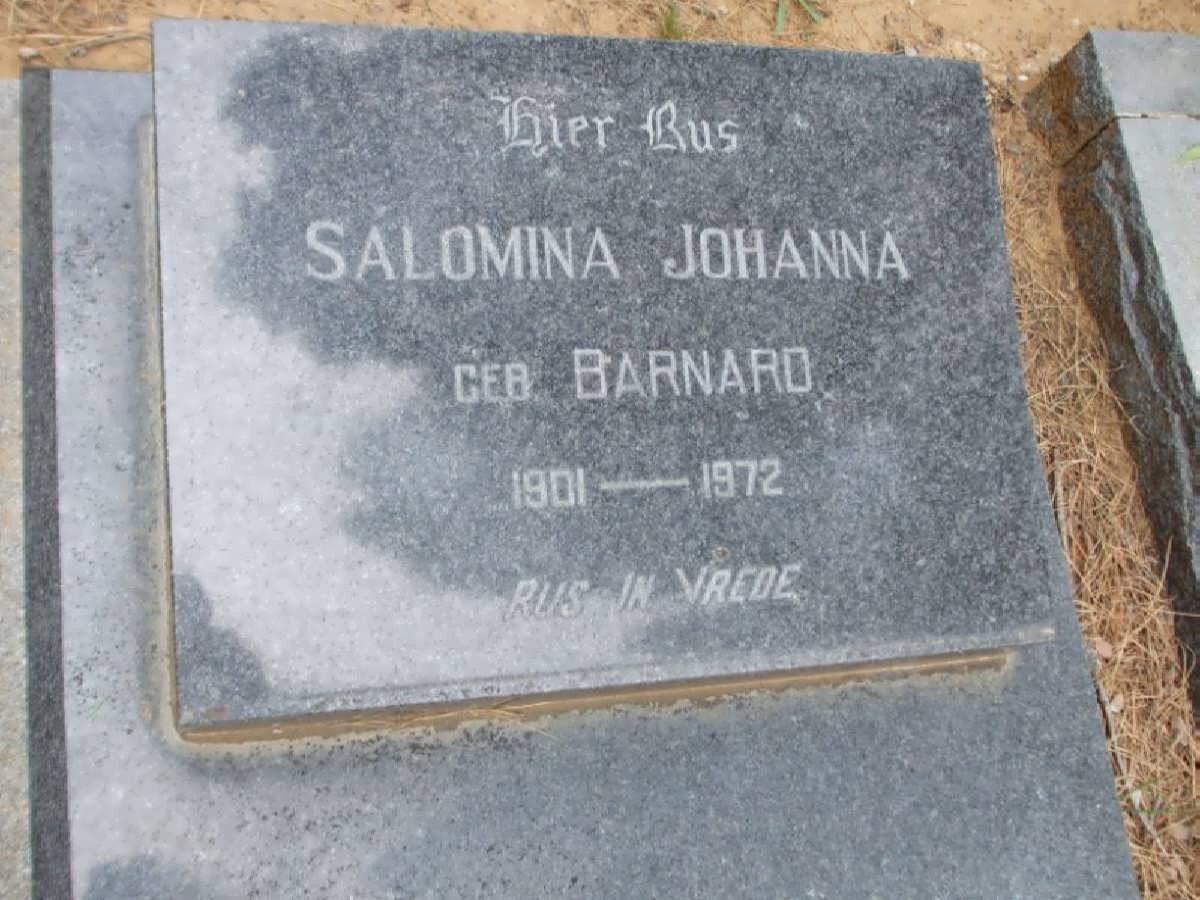 Hier Rus
SALOMINA JOHANNA
GEB BARNARD
1901 — 1972
RUS IN VREDE